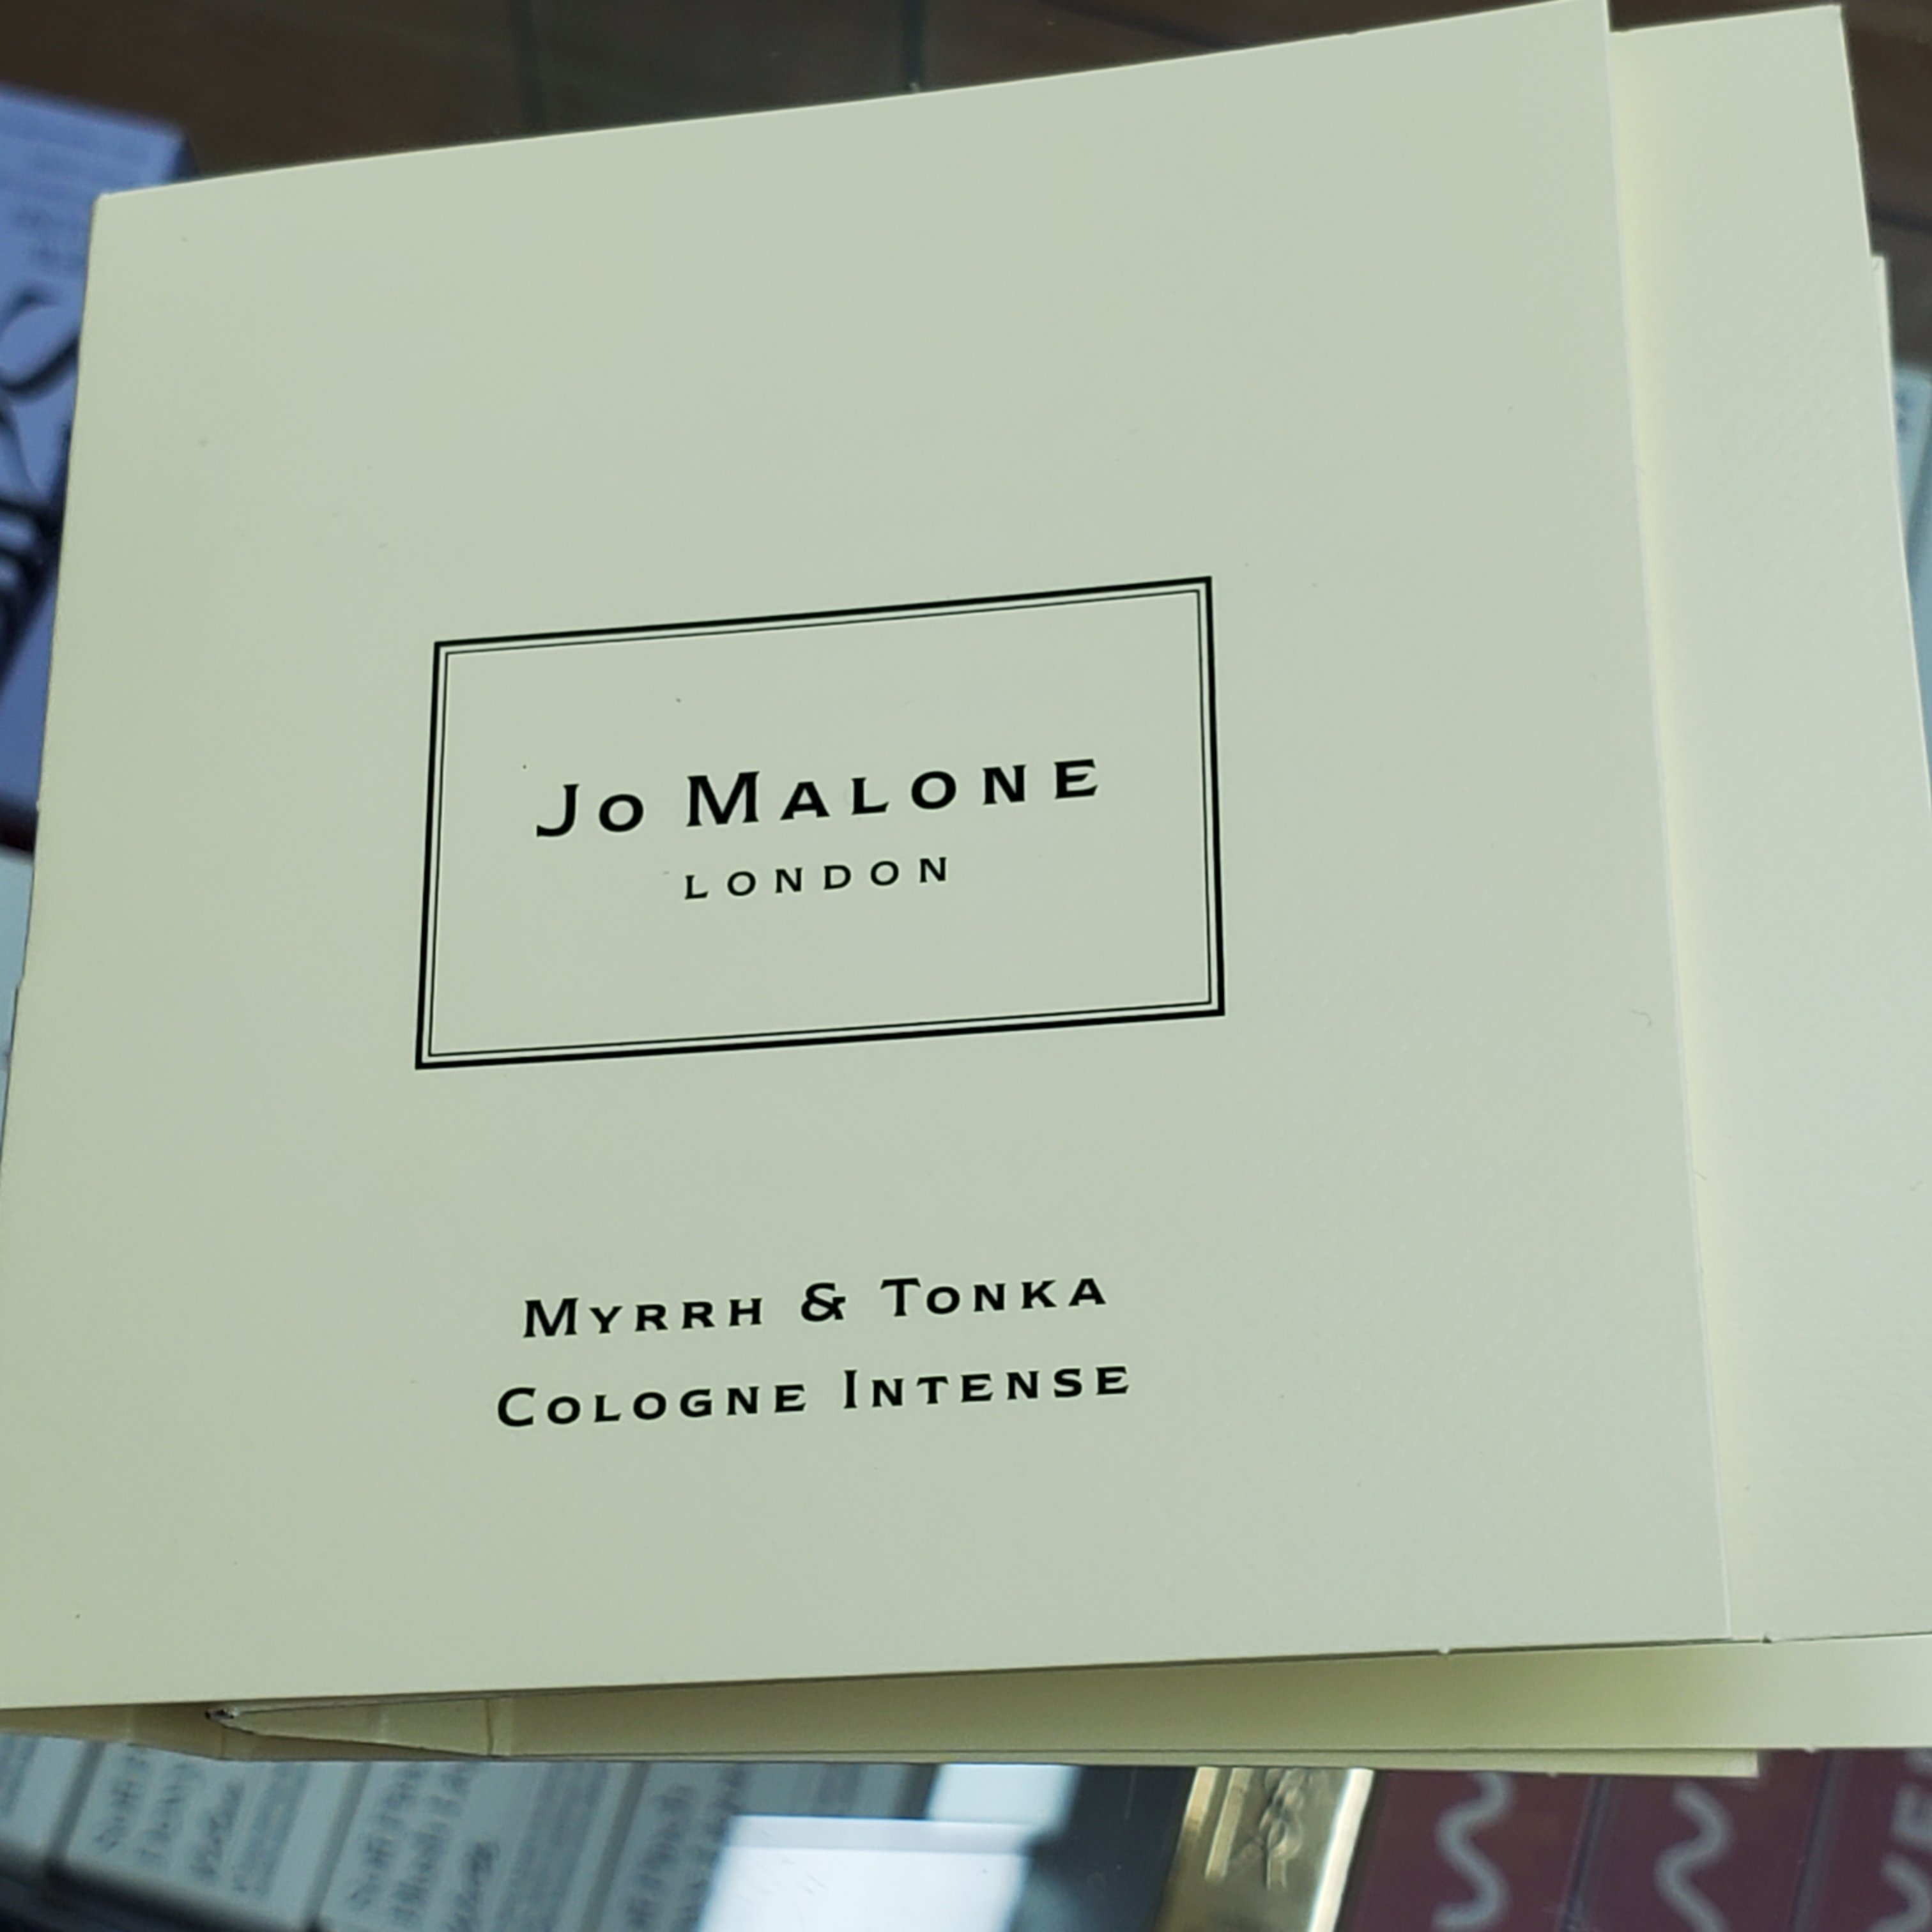 Jo Malone
LONDON
Myrrh & Tonka
Cologne Intense